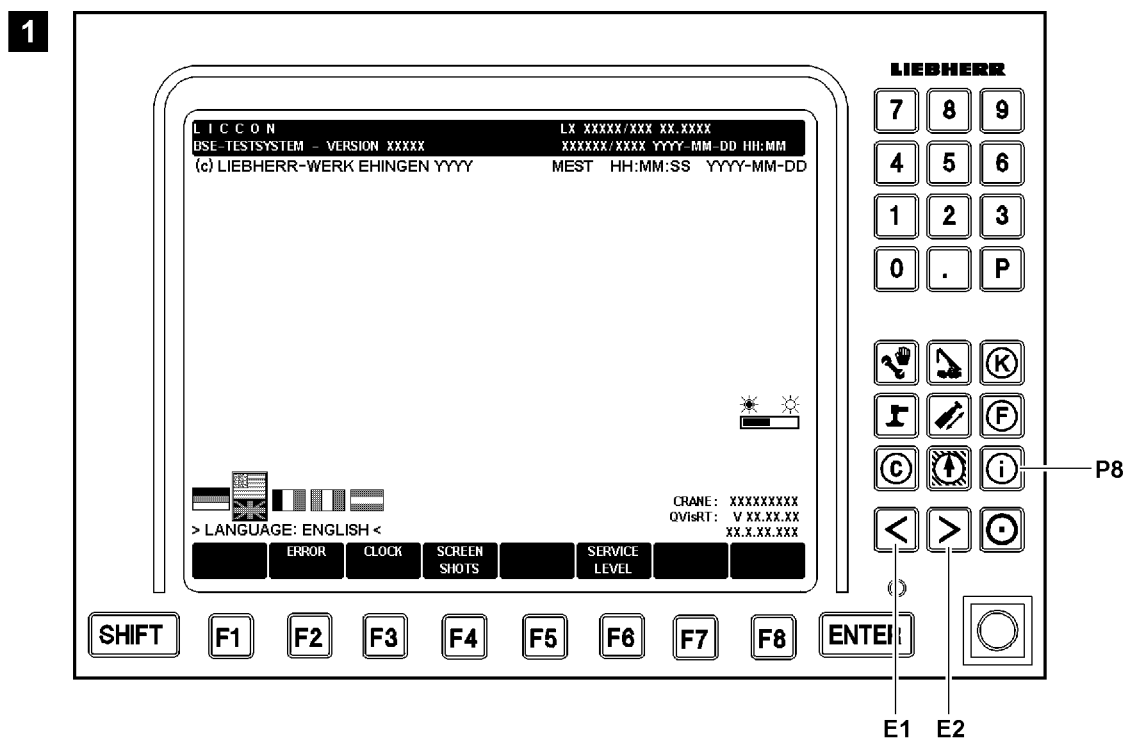 1
LIEBHERR
7 8 9
4 5 6
1 2 3
0 . P
LICCON LX XXXXX/XXX XX.XXXX
BSE-TESTSYSTEM - VERSION XXXXX XXXXXX/XXXX YYYY-MM-DD HH:MM
(c) LIEBHERR-WERK EHINGEN YYYY MEST HH:MM:SS YYYY-MM-DD
K
F
C i
P8
< >
CRANE: XXXXXXXXX
QVisRT: V XX.XX.XX
XX.X.XX.XXX
> LANGUAGE: ENGLISH <
ERROR CLOCK SCREEN SHOTS SERVICE LEVEL
SHIFT F1 F2 F3 F4 F5 F6 F7 F8 ENTER
E1 E2